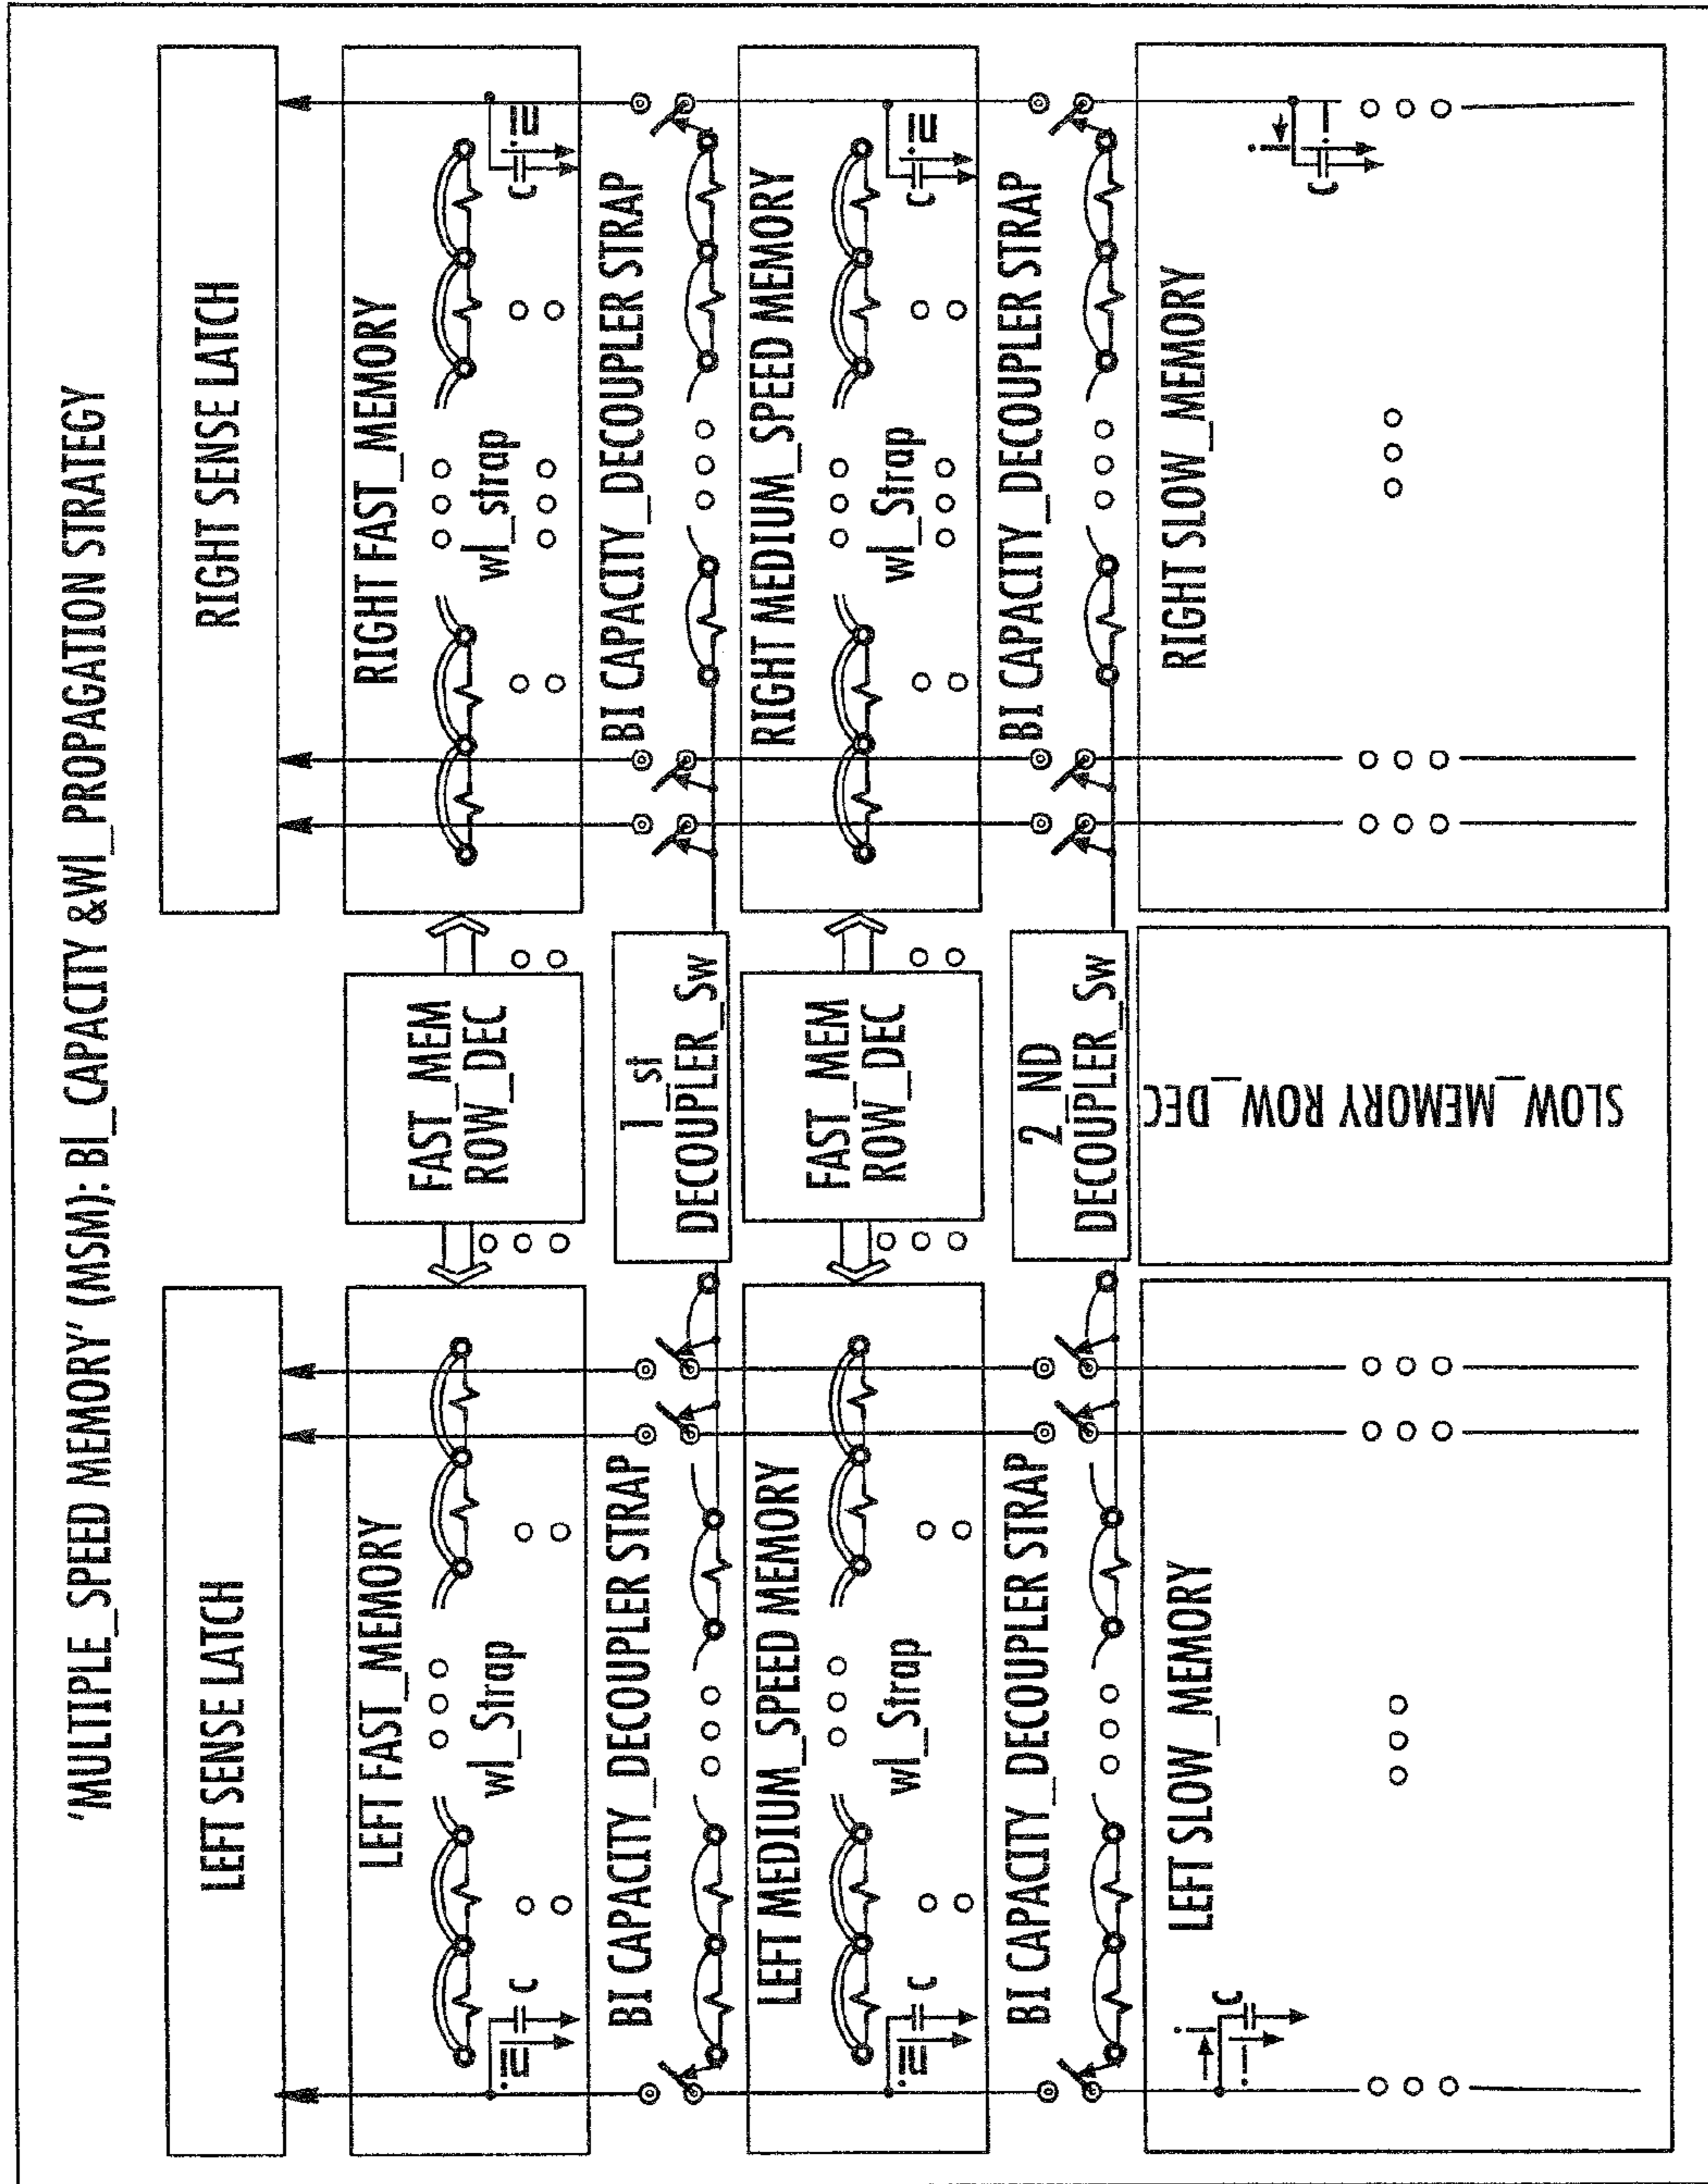 'MULTIPLE_SPEED MEMORY' (MSM): BI_CAPACITY &WI_PROPAGATION STRATEGY
LEFT SENSE LATCH
RIGHT SENSE LATCH
LEFT FAST_MEMORY
FAST_MEM
ROW_DEC
RIGHT FAST_MEMORY
wl_Strap
wl_strap
C
C
BI CAPACITY_DECOUPLER STRAP
1_st
DECOUPLER_Sw
BI CAPACITY_DECOUPLER STRAP
LEFT MEDIUM_SPEED MEMORY
FAST_MEM
ROW_DEC
RIGHT MEDIUM_SPEED MEMORY
wl_Strap
wl_Strap
C
C
BI CAPACITY_DECOUPLER STRAP
2_ND
DECOUPLER_Sw
BI CAPACITY_DECOUPLER STRAP
LEFT SLOW_MEMORY
SLOW_MEMORY ROW_DEC
RIGHT SLOW_MEMORY
i
C
i
i
C
i